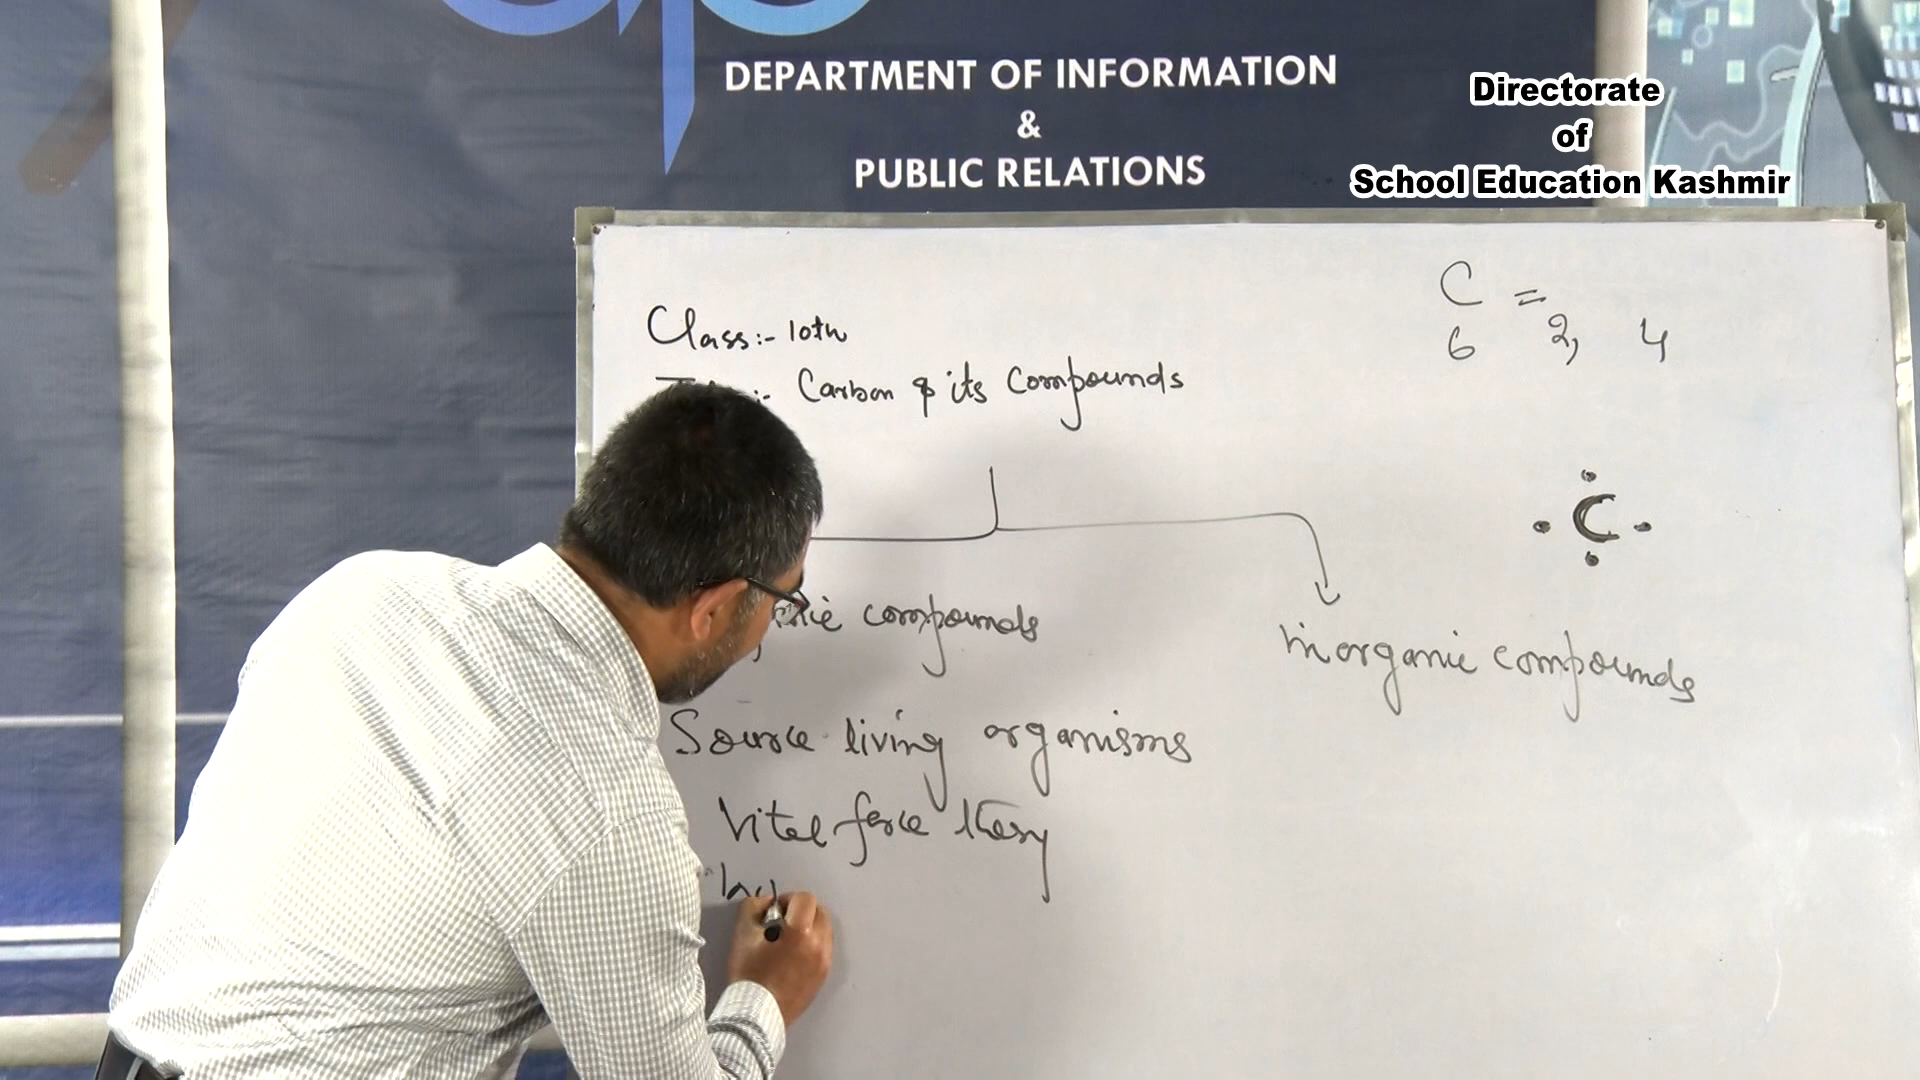 DEPARTMENT OF INFORMATION
&
PUBLIC RELATIONS
Directorate
of
School Education Kashmir
Class:- 10th
:- Carbon & its Compounds
C =
6 2, 4
C
compounds
inorganic compounds
Source living organisms
Vital force theory